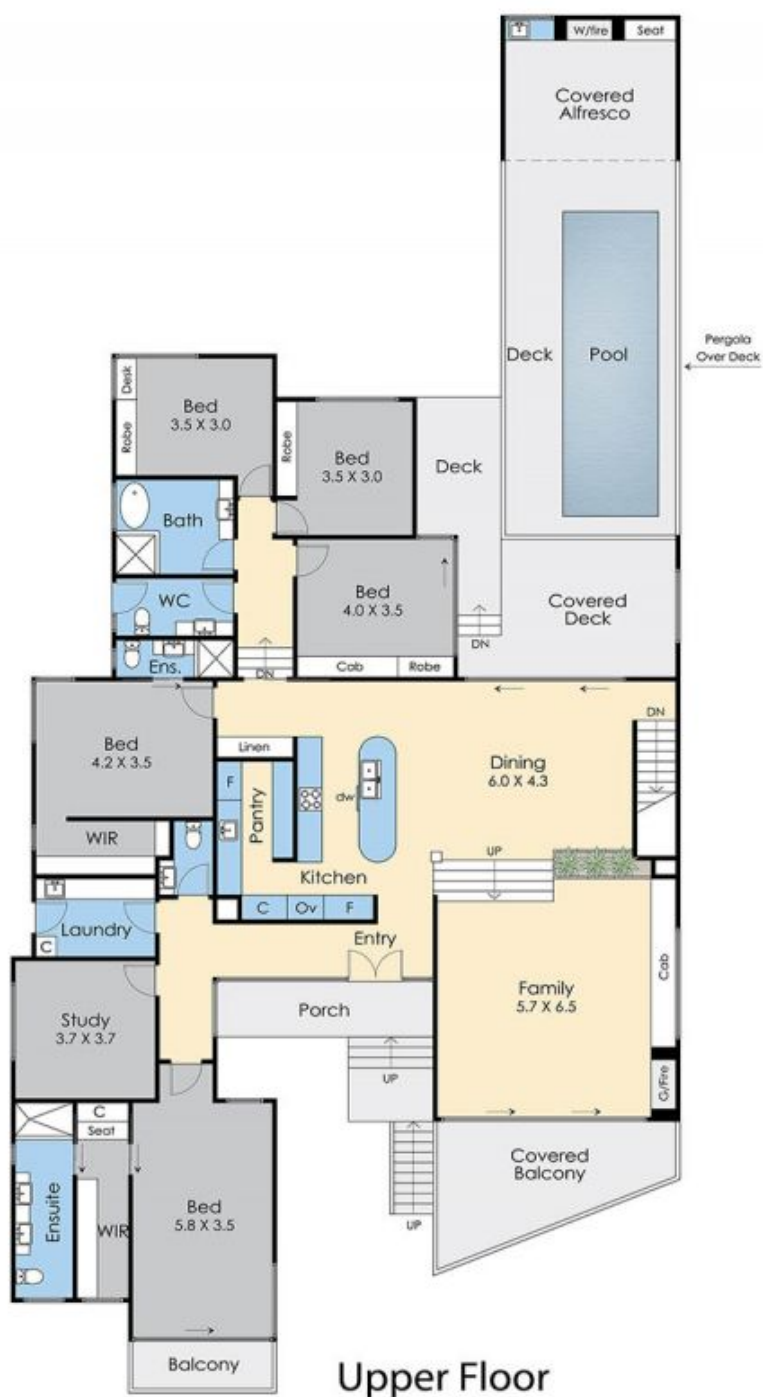 W/fire
Seat
Covered
Alfresco
Deck
Pool
Pergola
Over Deck
Desk
Robe
Bed
3.5 X 3.0
Robe
Bed
3.5 X 3.0
Deck
Bath
WC
Bed
4.0 X 3.5
Cab
Robe
Covered
Deck
DN
Ens.
DN
Bed
4.2 X 3.5
Linen
F
Pantry
dw
Dining
6.0 X 4.3
DN
WIR
Kitchen
UP
C
Ov
F
Laundry
C
Entry
Family
5.7 X 6.5
Cab
Study
3.7 X 3.7
Porch
UP
G/Fire
C
Seat
Ensuite
WIR
Bed
5.8 X 3.5
UP
Covered
Balcony
Balcony
Upper Floor